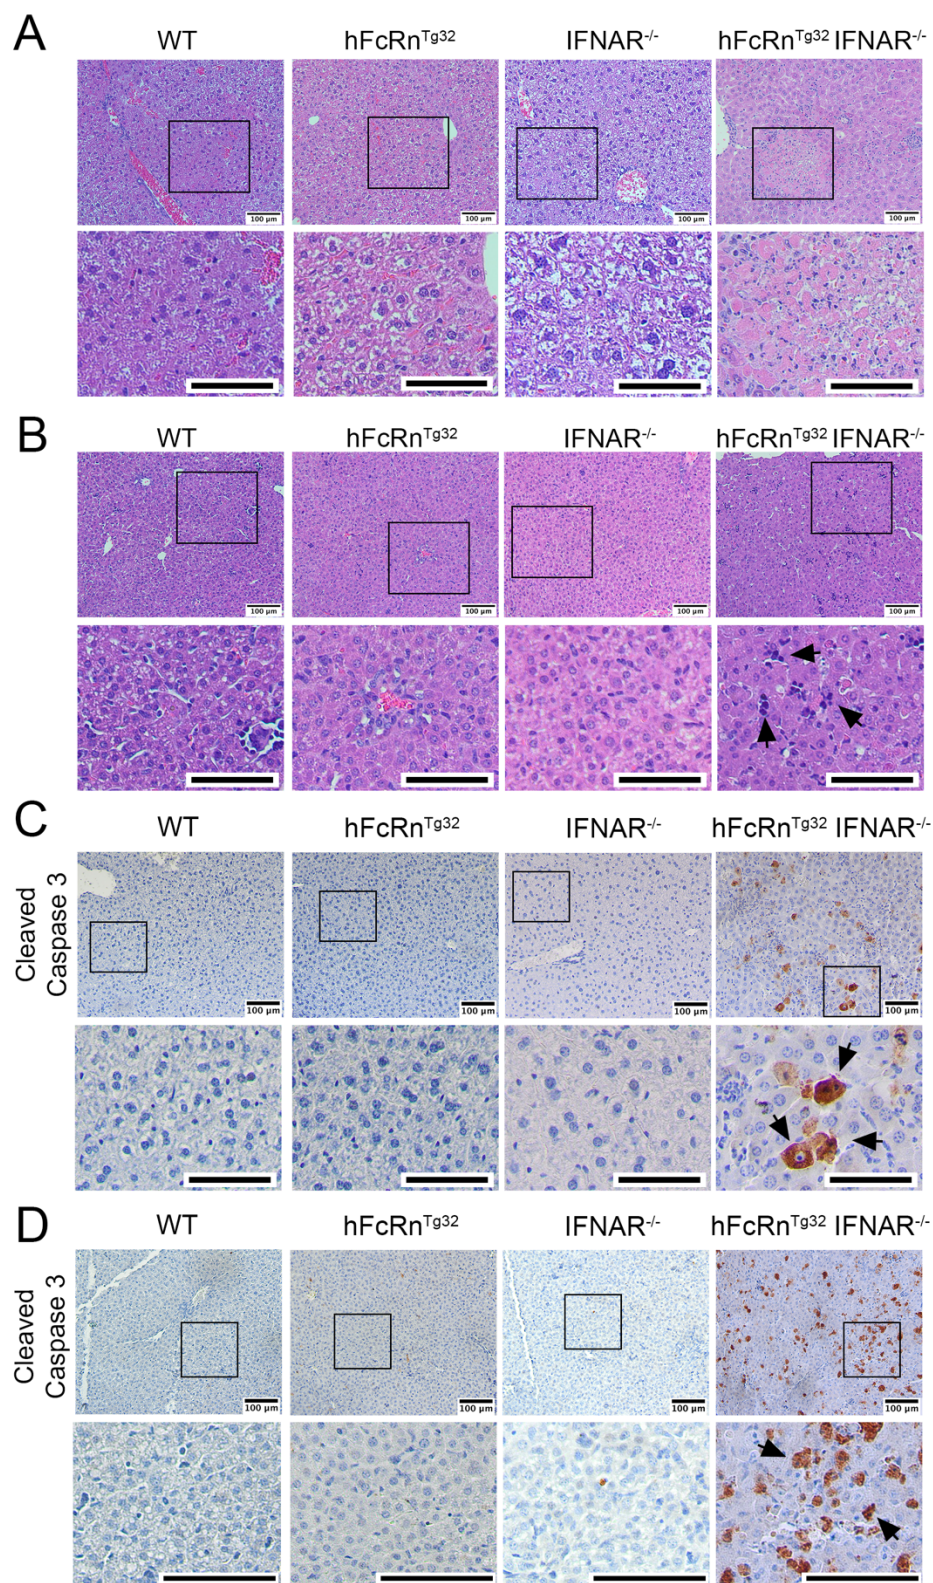 A
WT hFcRnTg32 IFNAR-/- hFcRnTg32 IFNAR-/-
100 µm 100 µm 100 µm 100 µm
B
WT hFcRnTg32 IFNAR-/- hFcRnTg32 IFNAR-/-
100 µm 100 µm 100 µm 100 µm
C
WT hFcRnTg32 IFNAR-/- hFcRnTg32 IFNAR-/-
Cleaved
Caspase 3
100 µm 100 µm 100 µm 100 µm
D
WT hFcRnTg32 IFNAR-/- hFcRnTg32 IFNAR-/-
Cleaved
Caspase 3
100 µm 100 µm 100 µm 100 µm